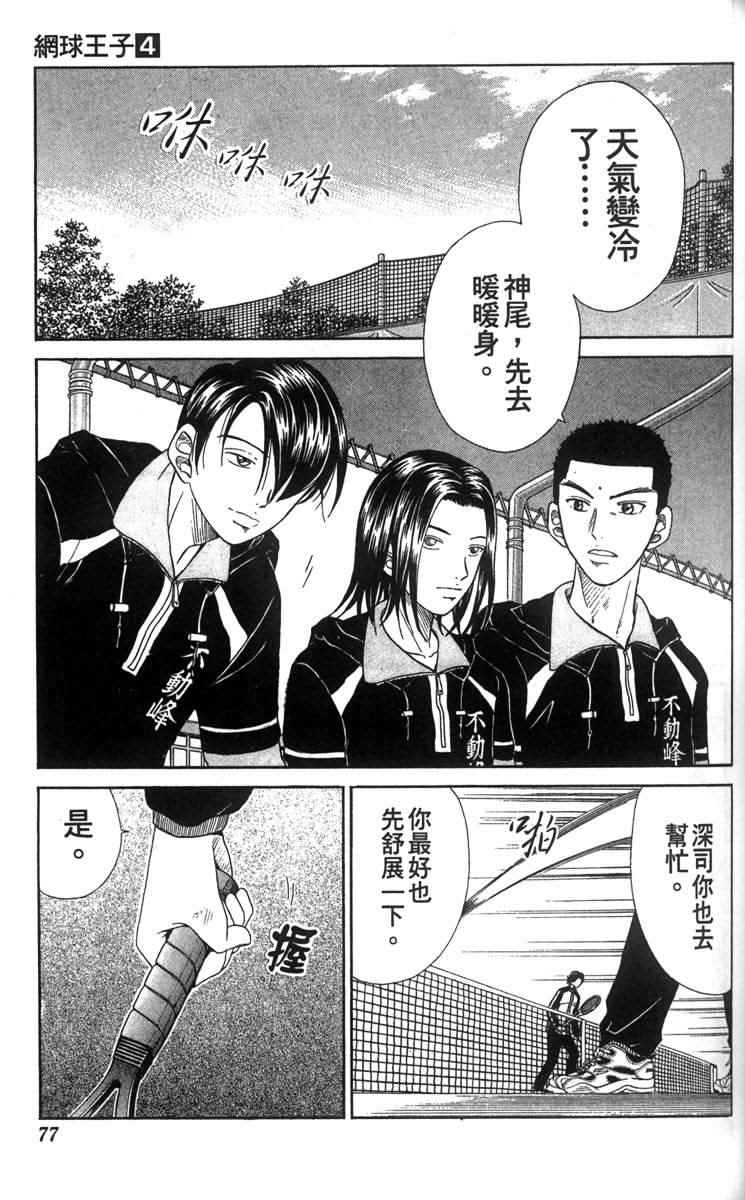 網球王子4
天氣變冷
了……
咻
咻
咻
神尾，先去
暖暖身。
不動峰
不動峰
不動峰
深司你也去
幫忙。
啪
你最好也
先舒展一下。
握
是。
77